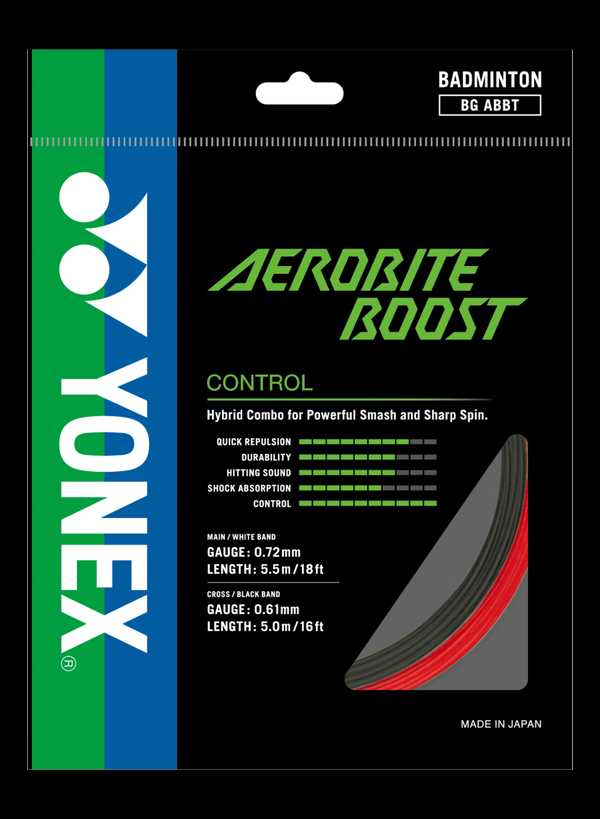 BADMINTON
BG ABBT
YONEX®
AEROBITE
BOOST
CONTROL
Hybrid Combo for Powerful Smash and Sharp Spin.
QUICK REPULSION
DURABILITY
HITTING SOUND
SHOCK ABSORPTION
CONTROL
MAIN / WHITE BAND
GAUGE: 0.72mm
LENGTH: 5.5m/18ft
CROSS / BLACK BAND
GAUGE: 0.61mm
LENGTH: 5.0m/16ft
MADE IN JAPAN